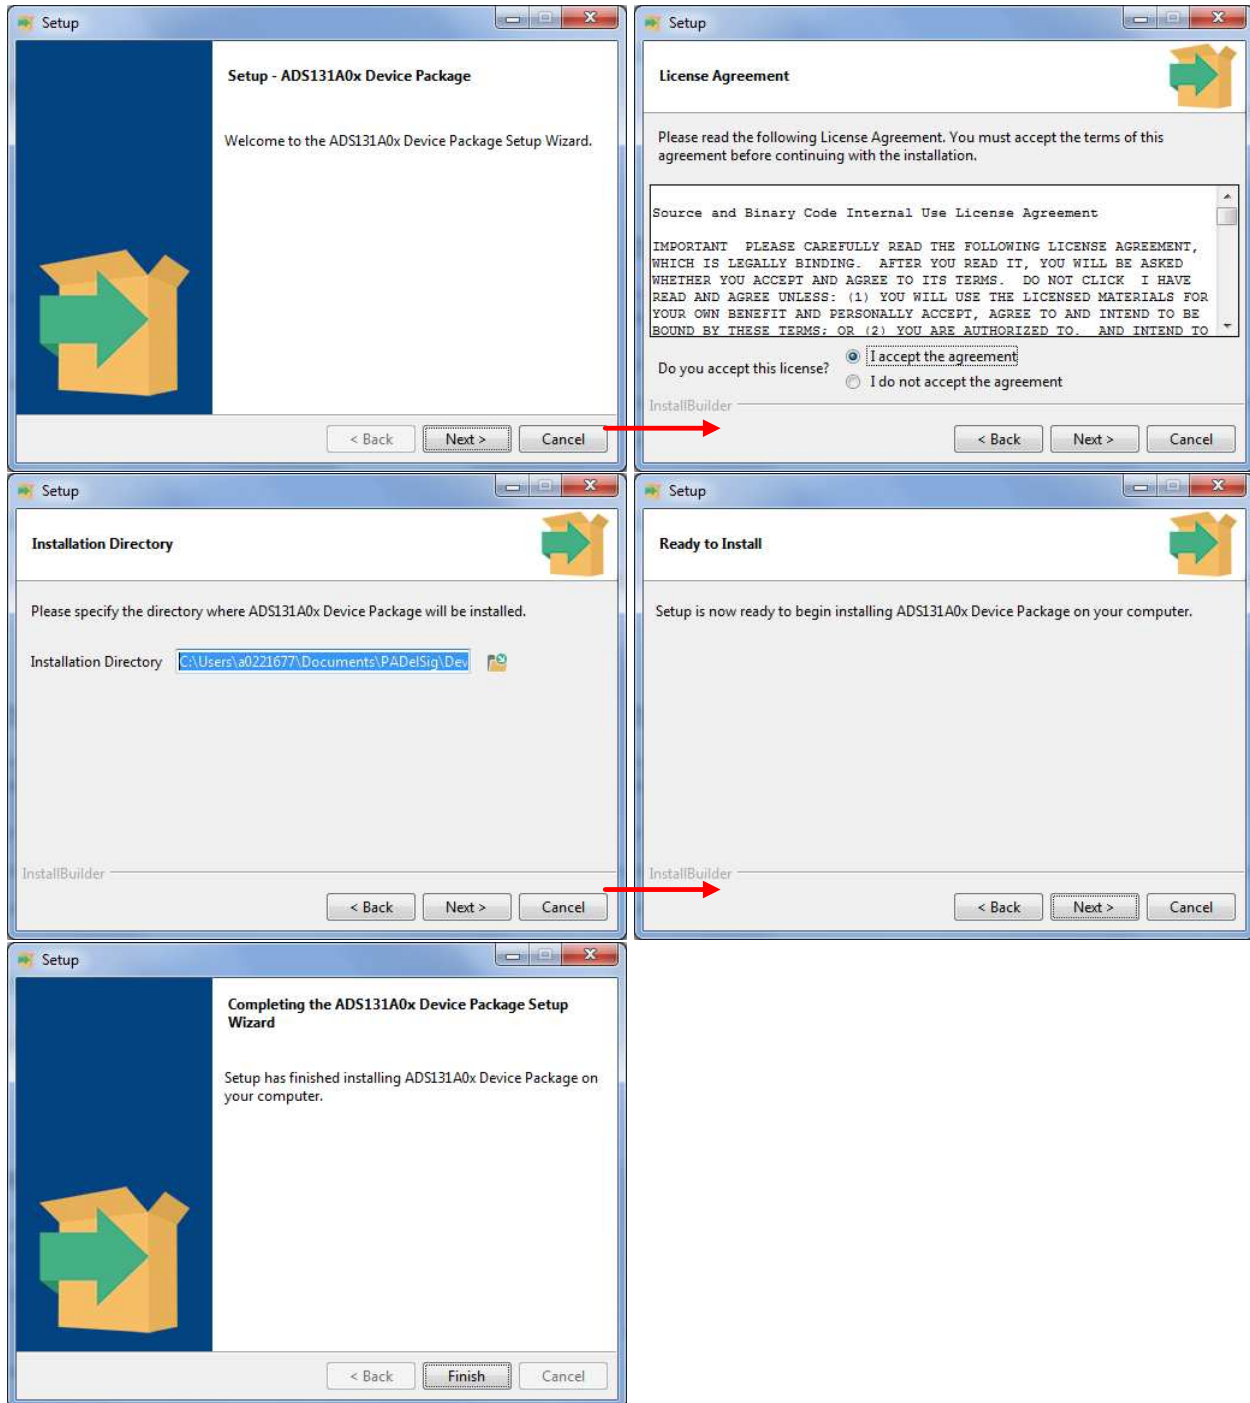 Setup
Setup - ADS131A0x Device Package
Welcome to the ADS131A0x Device Package Setup Wizard.
< Back
Next >
Cancel
Setup
License Agreement
Please read the following License Agreement. You must accept the terms of this
agreement before continuing with the installation.
Source and Binary Code Internal Use License Agreement
IMPORTANT  PLEASE CAREFULLY READ THE FOLLOWING LICENSE AGREEMENT,
WHICH IS LEGALLY BINDING.  AFTER YOU READ IT, YOU WILL BE ASKED
WHETHER YOU ACCEPT AND AGREE TO ITS TERMS.  DO NOT CLICK  I HAVE
READ AND AGREE UNLESS: (1) YOU WILL USE THE LICENSED MATERIALS FOR
YOUR OWN BENEFIT AND PERSONALLY ACCEPT, AGREE TO AND INTEND TO BE
BOUND BY THESE TERMS; OR (2) YOU ARE AUTHORIZED TO.  AND INTEND TO
Do you accept this license?
I accept the agreement
I do not accept the agreement
InstallBuilder
< Back
Next >
Cancel
Setup
Installation Directory
Please specify the directory where ADS131A0x Device Package will be installed.
Installation Directory C:\Users\a0221677\Documents\PADelSig\Dev
InstallBuilder
< Back
Next >
Cancel
Setup
Ready to Install
Setup is now ready to begin installing ADS131A0x Device Package on your computer.
InstallBuilder
< Back
Next >
Cancel
Setup
Completing the ADS131A0x Device Package Setup
Wizard
Setup has finished installing ADS131A0x Device Package on
your computer.
< Back
Finish
Cancel